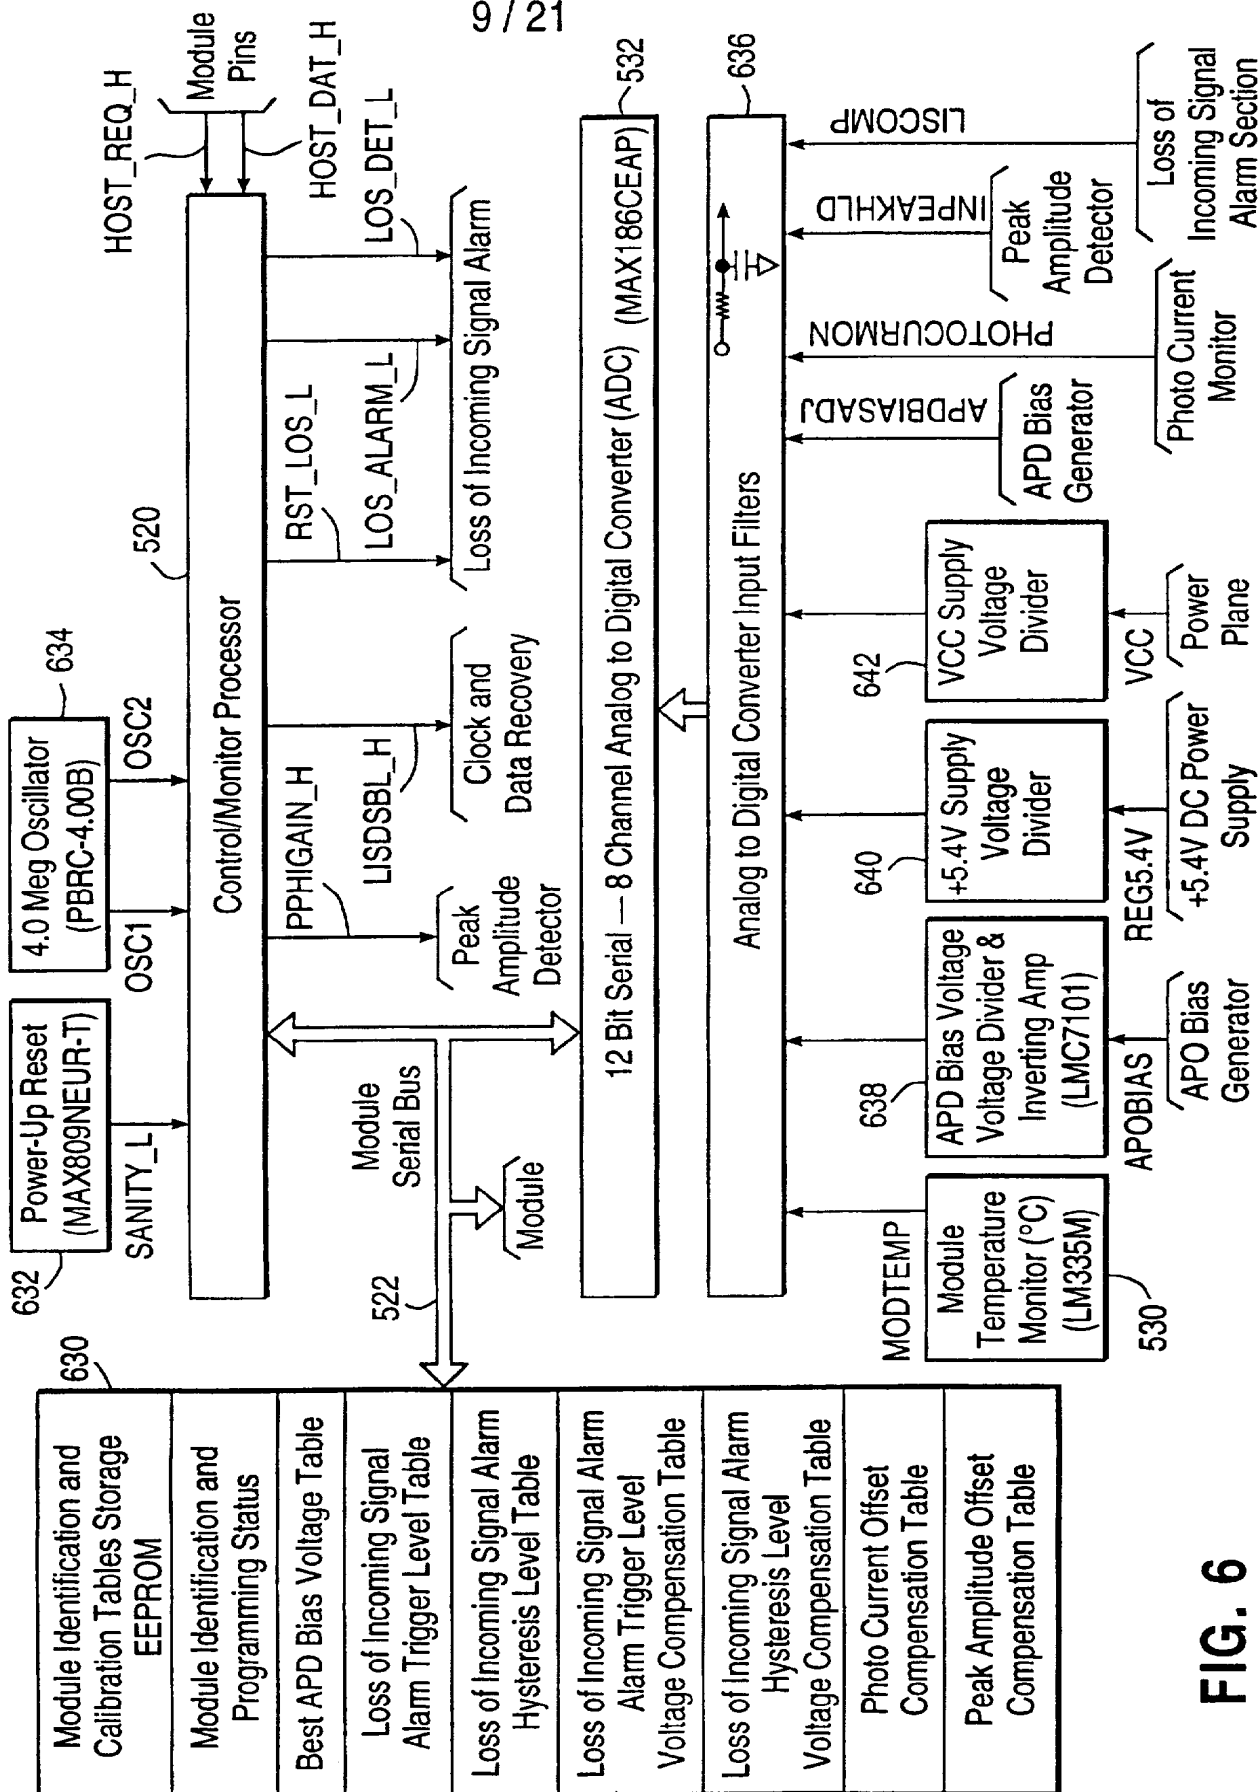 9 / 21
632
Power-Up Reset
(MAX809NEUR-T)
SANITY_L
4.0 Meg Oscillator
(PBRC-4.00B)
634
OSC1
OSC2
520
HOST_REQ_H
Module
Pins
HOST_DAT_H
Control/Monitor Processor
630
Module Identification and
Calibration Tables Storage
EEPROM
Module Identification and
Programming Status
Best APD Bias Voltage Table
Loss of Incoming Signal
Alarm Trigger Level Table
Loss of Incoming Signal Alarm
Hysteresis Level Table
Loss of Incoming Signal Alarm
Alarm Trigger Level
Voltage Compensation Table
Loss of Incoming Signal Alarm
Hysteresis Level
Voltage Compensation Table
Photo Current Offset
Compensation Table
Peak Amplitude Offset
Compensation Table
522
Module
Serial Bus
Module
PPHIGAIN_H
Peak
Amplitude
Detector
LISDSBL_H
Clock and
Data Recovery
RST_LOS_L
LOS_ALARM_L
LOS_DET_L
Loss of Incoming Signal Alarm
532
12 Bit Serial — 8 Channel Analog to Digital Converter (ADC) (MAX186CEAP)
636
Analog to Digital Converter Input Filters
MODTEMP
Module
Temperature
Monitor (°C)
(LM335M)
530
638
APD Bias Voltage
Voltage Divider &
Inverting Amp
(LMC7101)
APOBIAS
APO Bias
Generator
640
+5.4V Supply
Voltage
Divider
REG5.4V
+5.4V DC Power
Supply
642
VCC Supply
Voltage
Divider
VCC
Power
Plane
APDBIASADJ
APD Bias
Generator
PHOTOCURMON
Photo Current
Monitor
INPEAKHLD
Peak
Amplitude
Detector
LISCOMP
Loss of
Incoming Signal
Alarm Section
FIG. 6